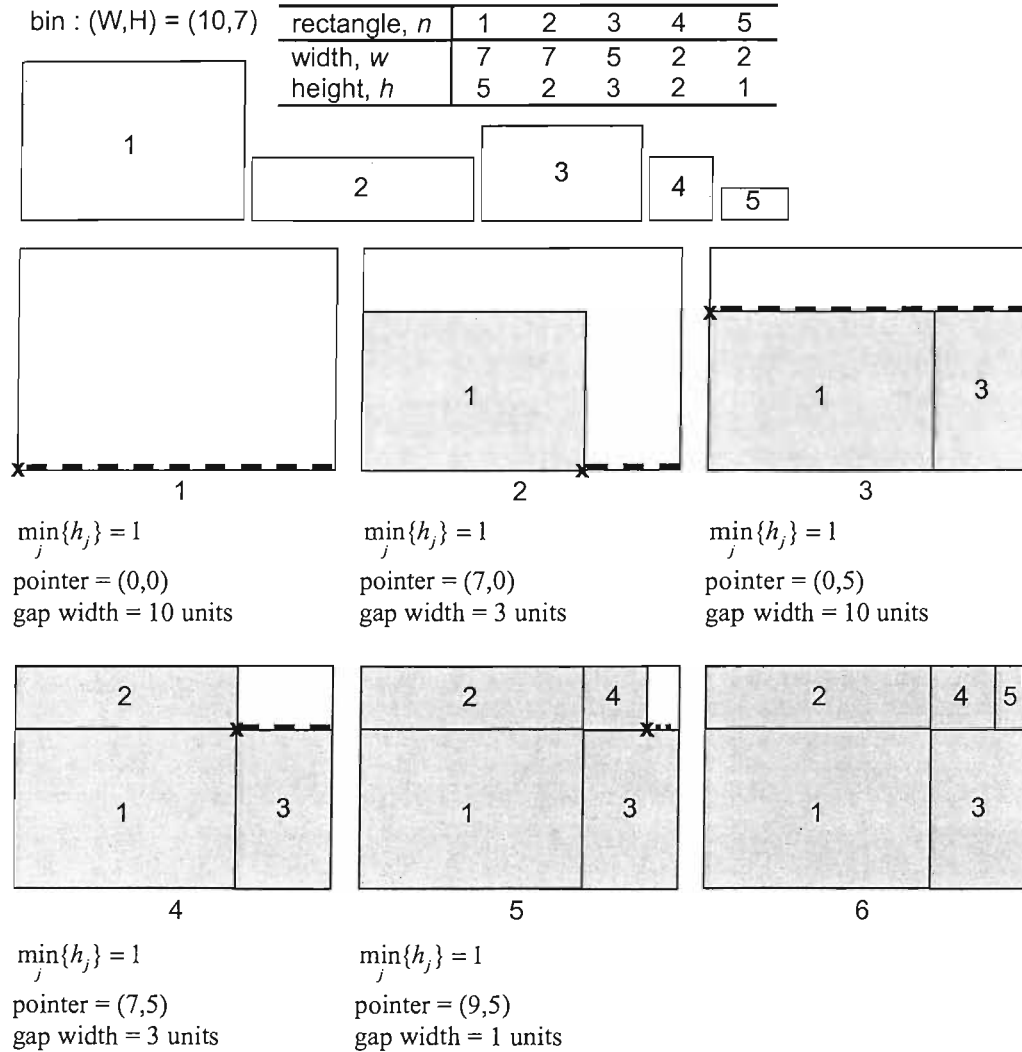 bin : (W,H) = (10,7)
rectangle, n 1 2 3 4 5
width, w 7 7 5 2 2
height, h 5 2 3 2 1
1
2
3
4
5
1
1
2
1
3
3
min{h_j} = 1
j
pointer = (0,0)
gap width = 10 units
min{h_j} = 1
j
pointer = (7,0)
gap width = 3 units
min{h_j} = 1
j
pointer = (0,5)
gap width = 10 units
2
1
3
4
2
4
1
3
5
2
4
5
1
3
6
min{h_j} = 1
j
pointer = (7,5)
gap width = 3 units
min{h_j} = 1
j
pointer = (9,5)
gap width = 1 units